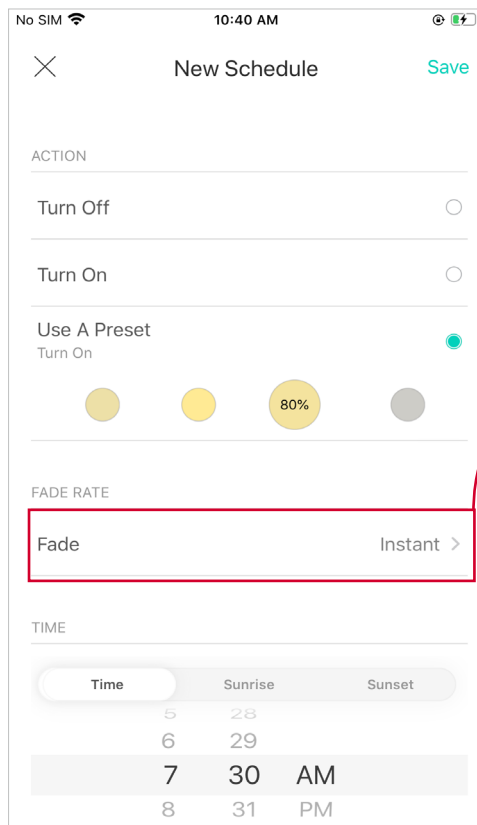 No SIM 10:40 AM
New Schedule Save
ACTION
Turn Off
Turn On
Use A Preset
Turn On
80%
FADE RATE
Fade Instant
TIME
Time Sunrise Sunset
5 28
6 29
7 30 AM
8 31 PM